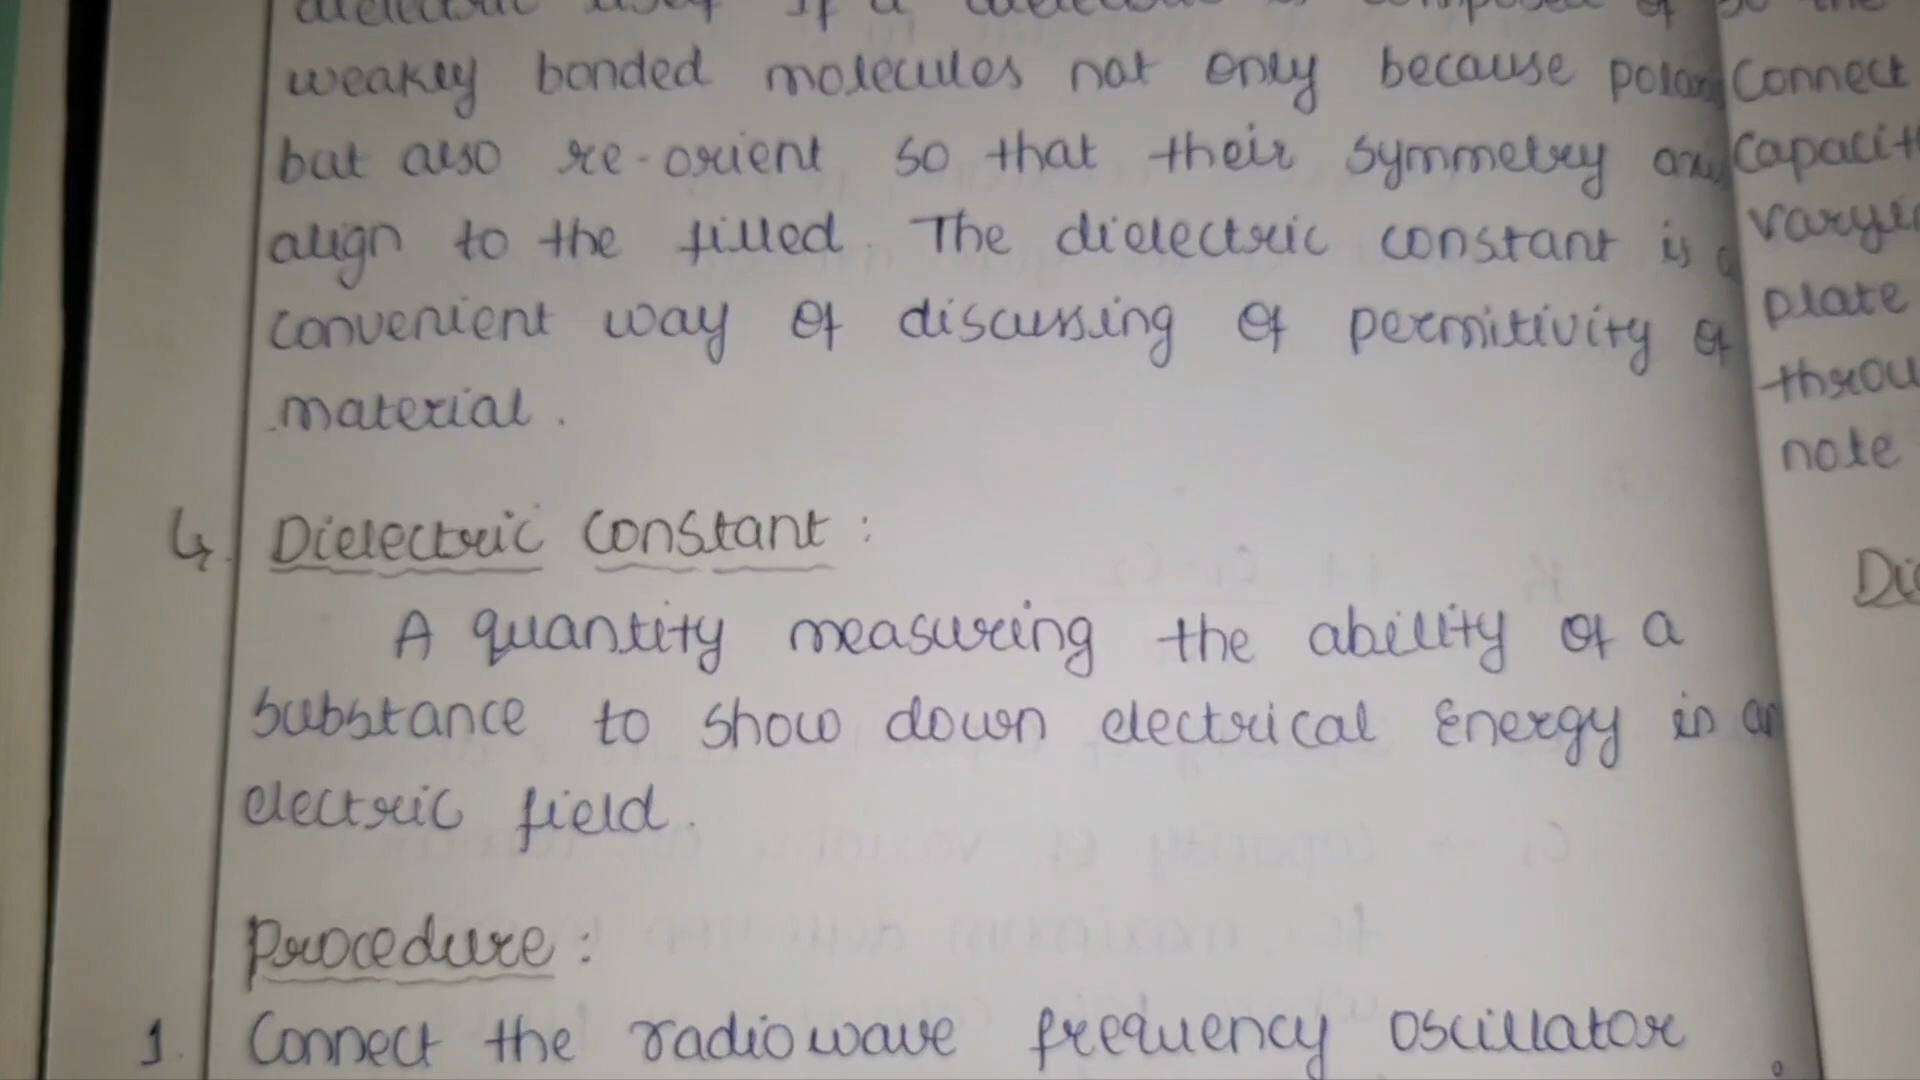 weakly bonded molecules not only because
but also re-orient so that their symmetry
align to the filled. The dielectric constant is a
convenient way of discussing of permitivity of
material.
4. Dielectric Constant :
A quantity measuring the ability of a
substance to show down electrical Energy in an
electric field.
Procedure :
1. Connect the radiowave frequency oscillator
Connect
plate
note